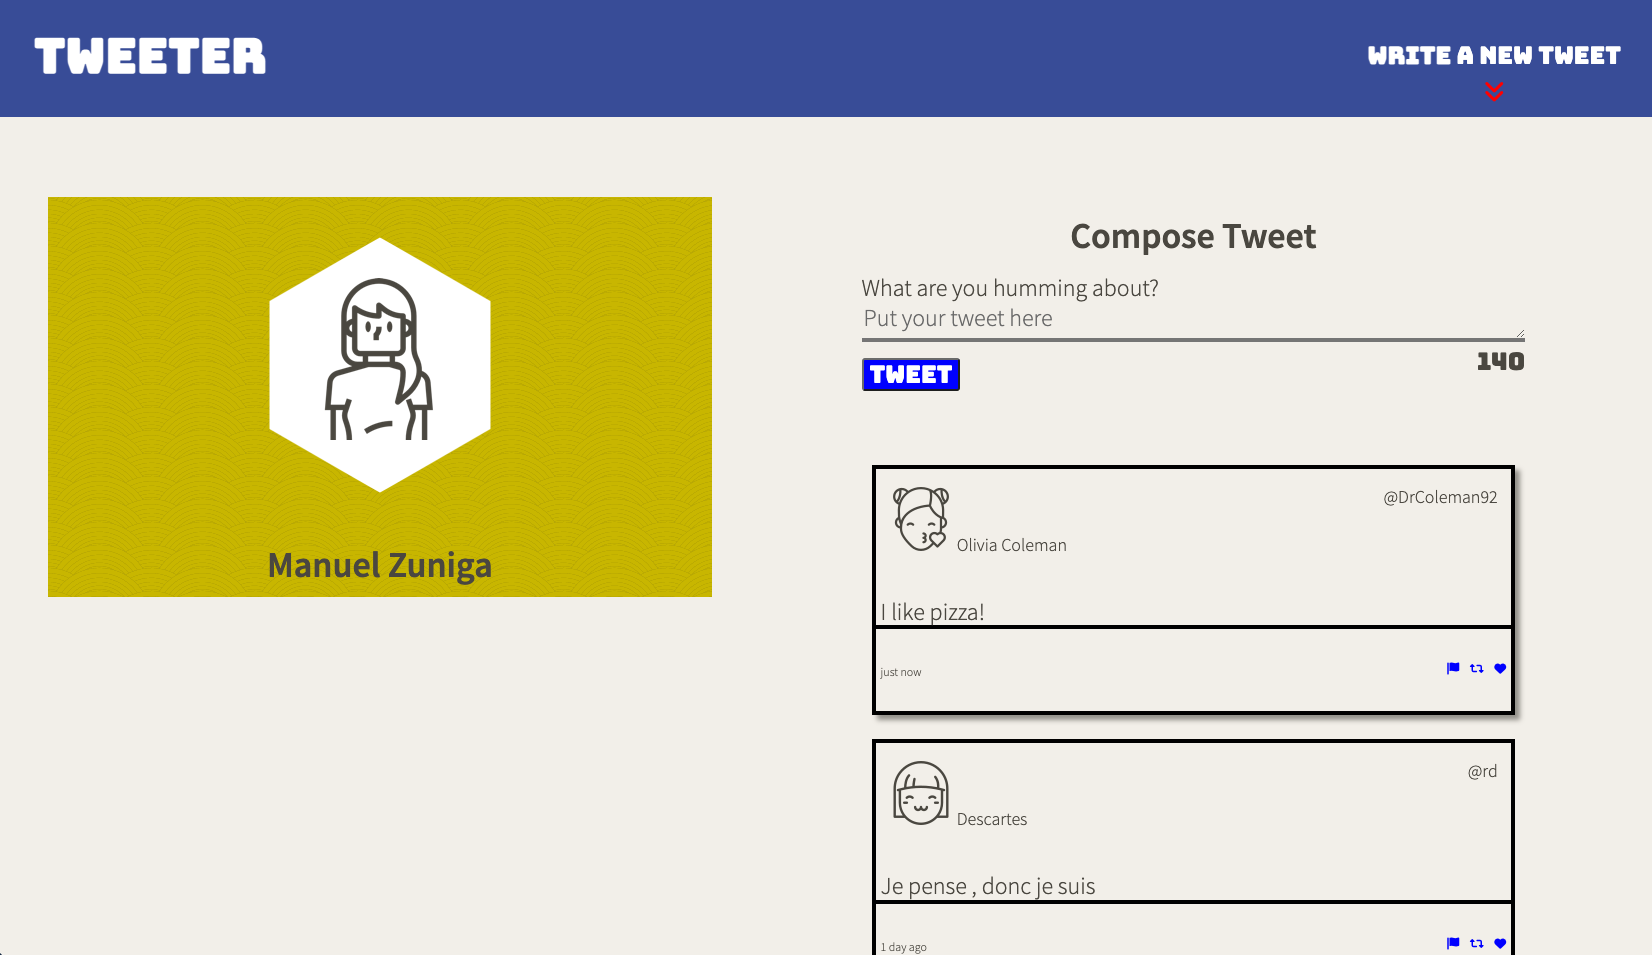 TWEETER
WRITE A NEW TWEET
Manuel Zuniga
Compose Tweet
What are you humming about?
Put your tweet here
TWEET
140
@DrColeman92
Olivia Coleman
I like pizza!
just now
@rd
Descartes
Je pense , donc je suis
1 day ago